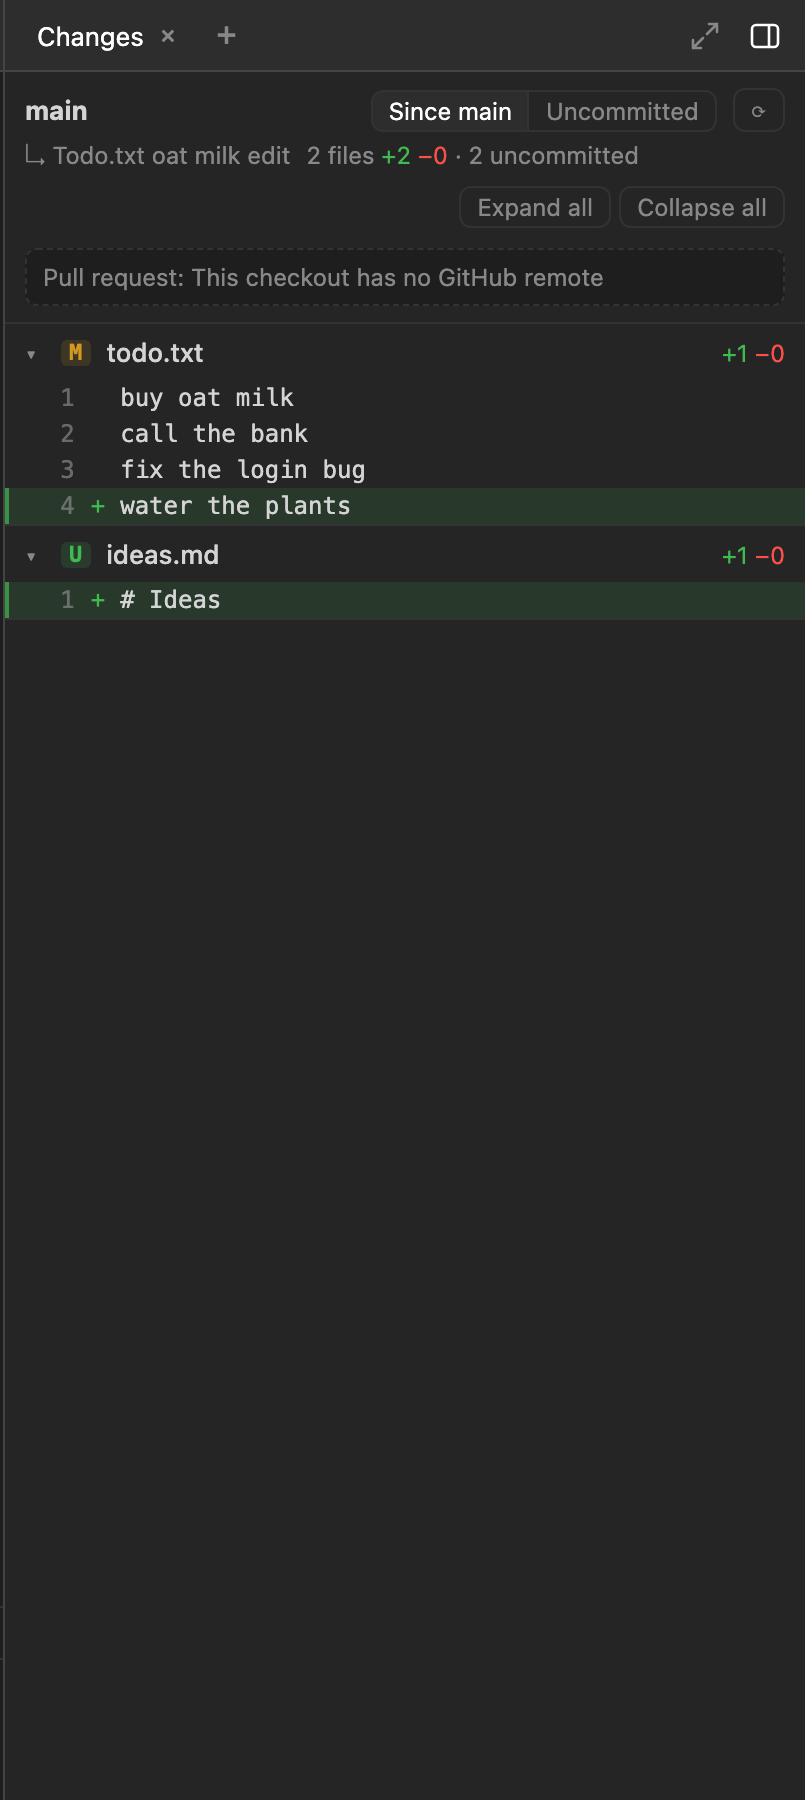 Changes × +
main Since main Uncommitted ⟳
Todo.txt oat milk edit 2 files +2 −0 · 2 uncommitted
Expand all Collapse all
Pull request: This checkout has no GitHub remote
▾ M todo.txt +1 −0
1 buy oat milk
2 call the bank
3 fix the login bug
4 + water the plants
▾ U ideas.md +1 −0
1 + # Ideas